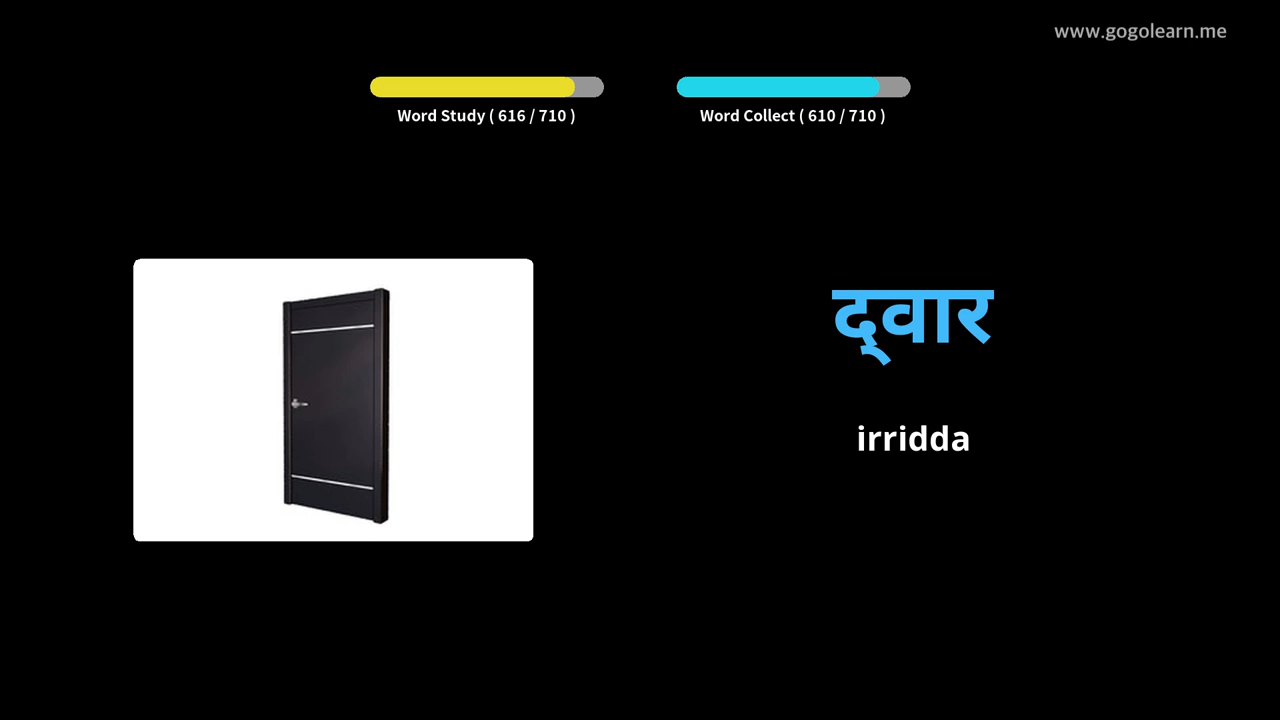 www.gogolearn.me
Word Study ( 616 / 710 )
Word Collect ( 610 / 710 )
द्‌वार
irridda